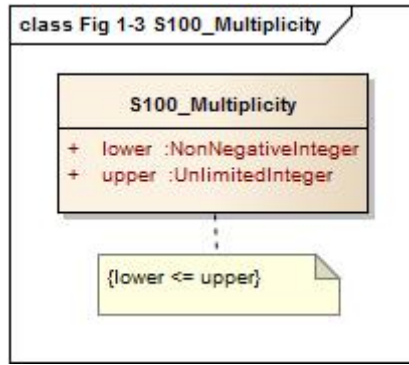 class Fig 1-3 S100_Multiplicity
S100_Multiplicity
+ lower :NonNegativeInteger
+ upper :UnlimitedInteger
{lower <= upper}